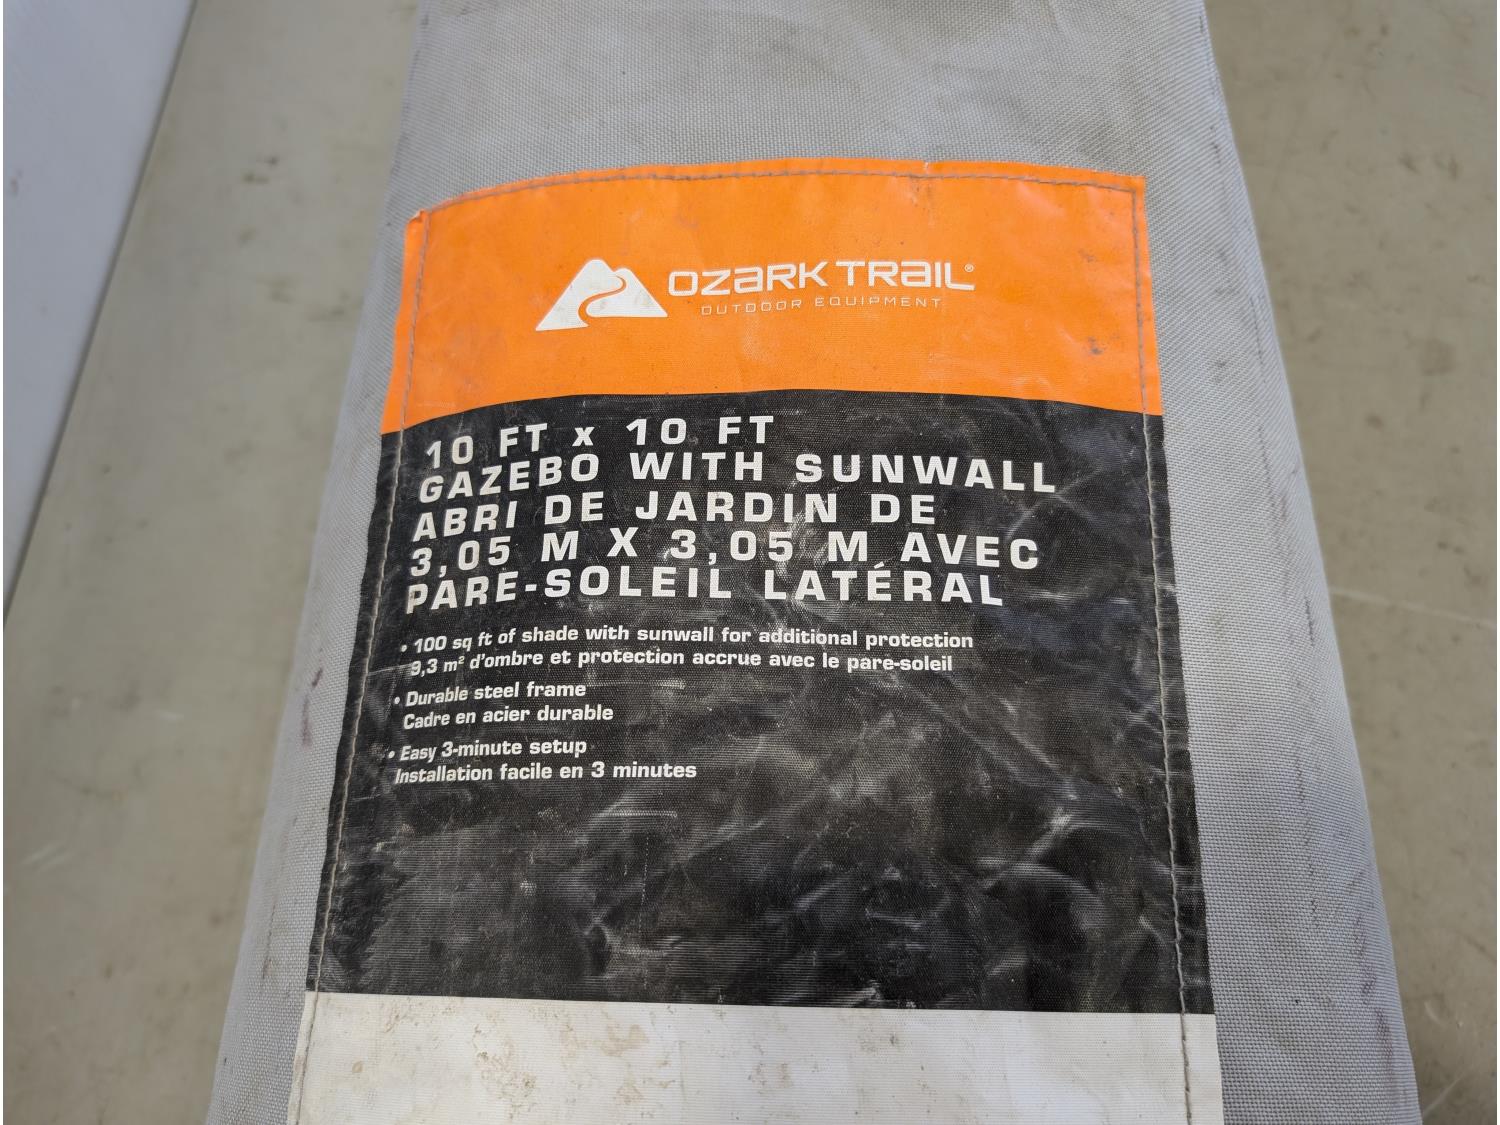 OZARK TRAIL®
OUTDOOR EQUIPMENT
10 FT x 10 FT
GAZEBO WITH SUNWALL
ABRI DE JARDIN DE
3,05 M X 3,05 M AVEC
PARE-SOLEIL LATÉRAL
• 100 sq ft of shade with sunwall for additional protection
9,3 m² d'ombre et protection accrue avec le pare-soleil
• Durable steel frame
Cadre en acier durable
• Easy 3-minute setup
Installation facile en 3 minutes